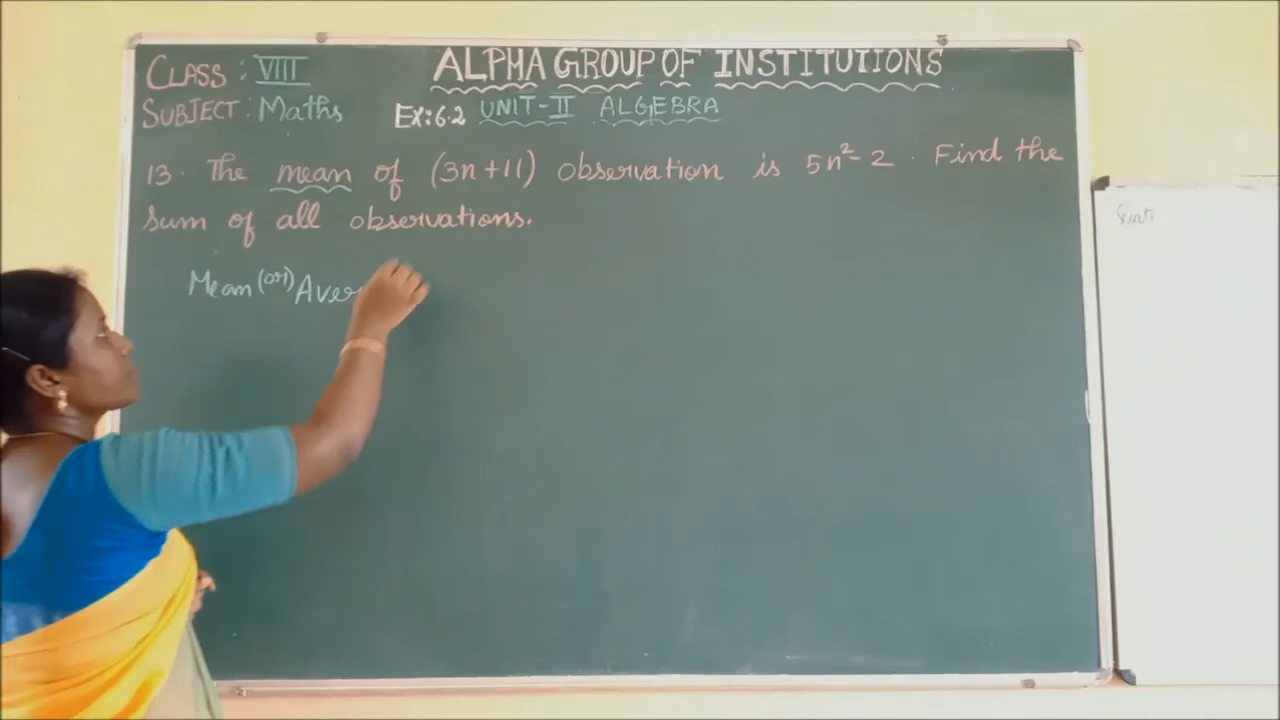 ALPHA GROUP OF INSTITUTIONS
CLASS : VIII
SUBJECT : Maths
Ex: 6.2 UNIT-II ALGEBRA
13. The mean of (3n+11) observation is 5n²-2. Find the
sum of all observations.
Mean (or) Aver